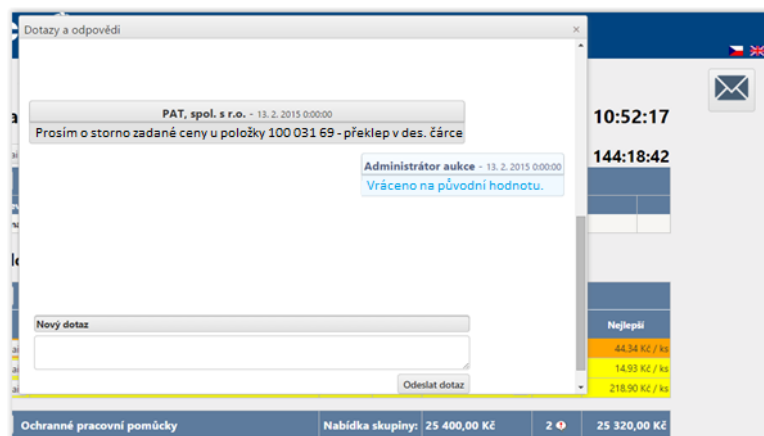 Dotazy a odpovědi
×
PAT, spol. s r.o. - 13. 2. 2015 0:00:00
10:52:17
Prosím o storno zadané ceny u položky 100 031 69 - překlep v des. čárce
Administrátor aukce - 13. 2. 2015 0:00:00
144:18:42
Vráceno na původní hodnotu.
Nový dotaz
Nejlepší
44.34 Kč / ks
14.93 Kč / ks
Odeslat dotaz
218.90 Kč / ks
Ochranné pracovní pomůcky Nabídka skupiny: 25 400,00 Kč 2 25 320,00 Kč